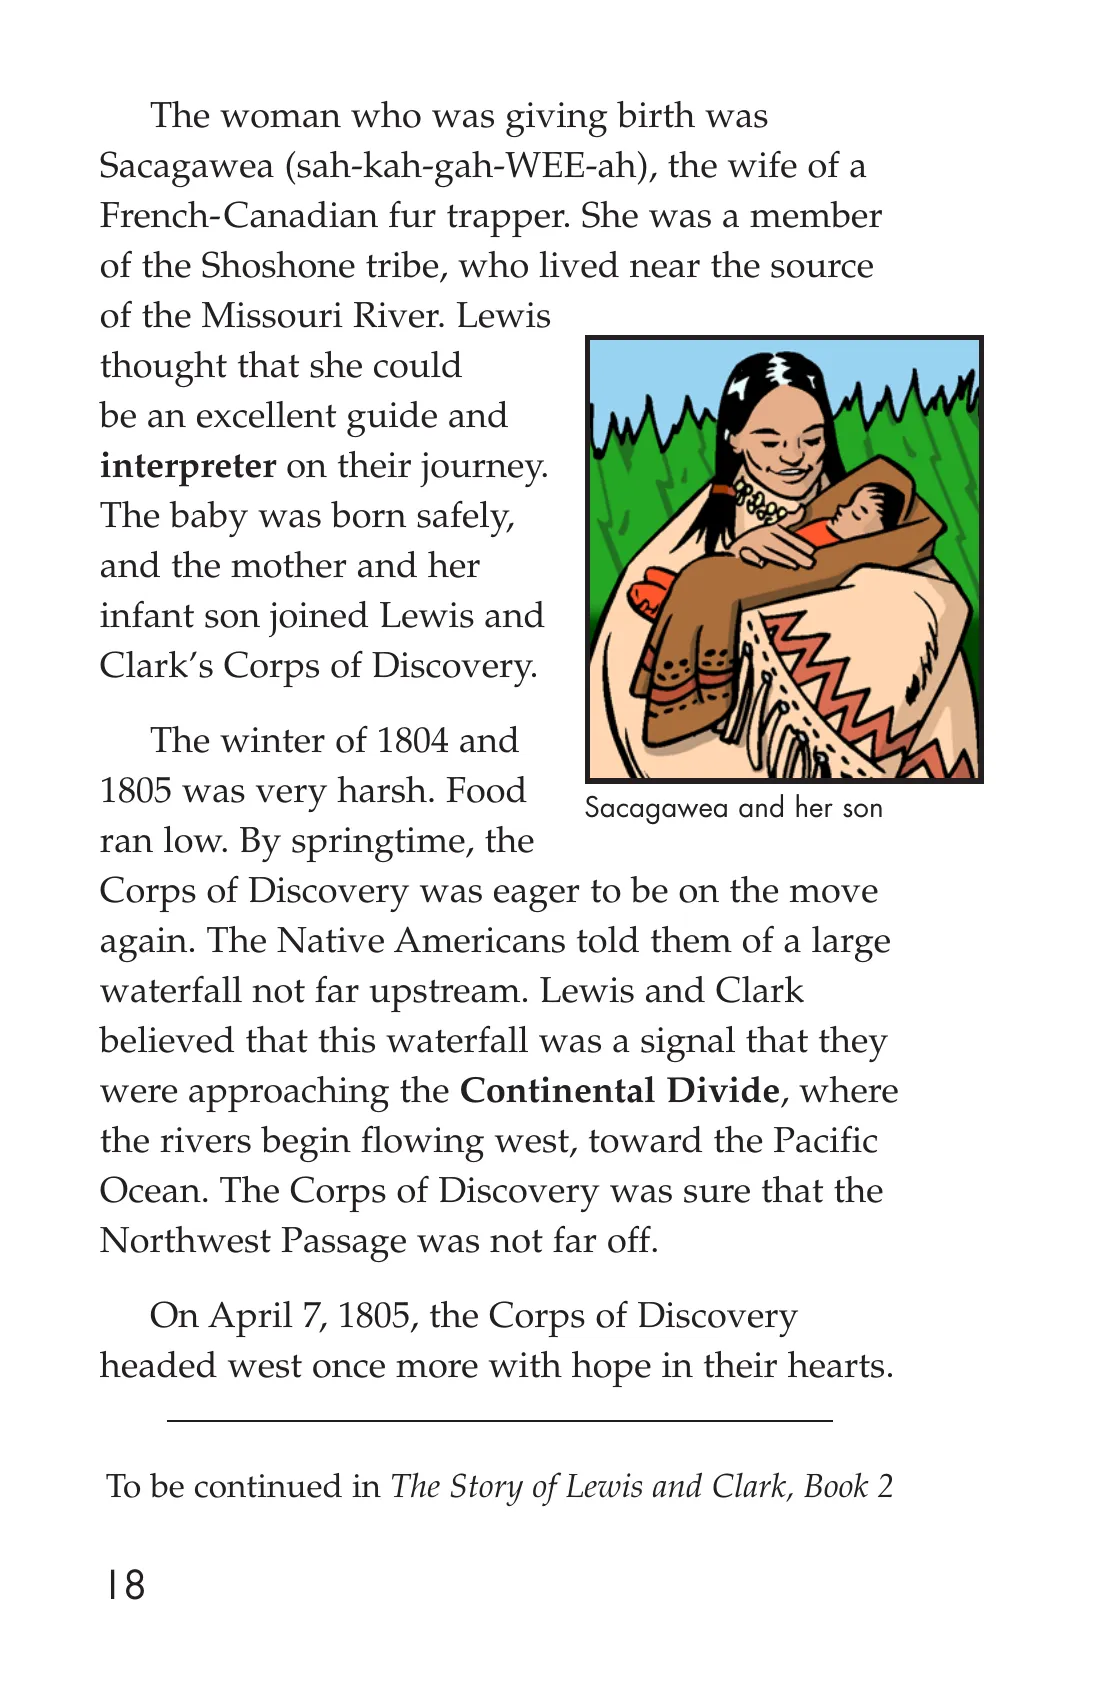 The woman who was giving birth was
Sacagawea (sah-kah-gah-WEE-ah), the wife of a
French-Canadian fur trapper. She was a member
of the Shoshone tribe, who lived near the source
of the Missouri River. Lewis
thought that she could
be an excellent guide and
interpreter on their journey.
The baby was born safely,
and the mother and her
infant son joined Lewis and
Clark’s Corps of Discovery.
The winter of 1804 and
1805 was very harsh. Food
ran low. By springtime, the
Sacagawea and her son
Corps of Discovery was eager to be on the move
again. The Native Americans told them of a large
waterfall not far upstream. Lewis and Clark
believed that this waterfall was a signal that they
were approaching the Continental Divide, where
the rivers begin flowing west, toward the Pacific
Ocean. The Corps of Discovery was sure that the
Northwest Passage was not far off.
On April 7, 1805, the Corps of Discovery
headed west once more with hope in their hearts.
To be continued in The Story of Lewis and Clark, Book 2
18